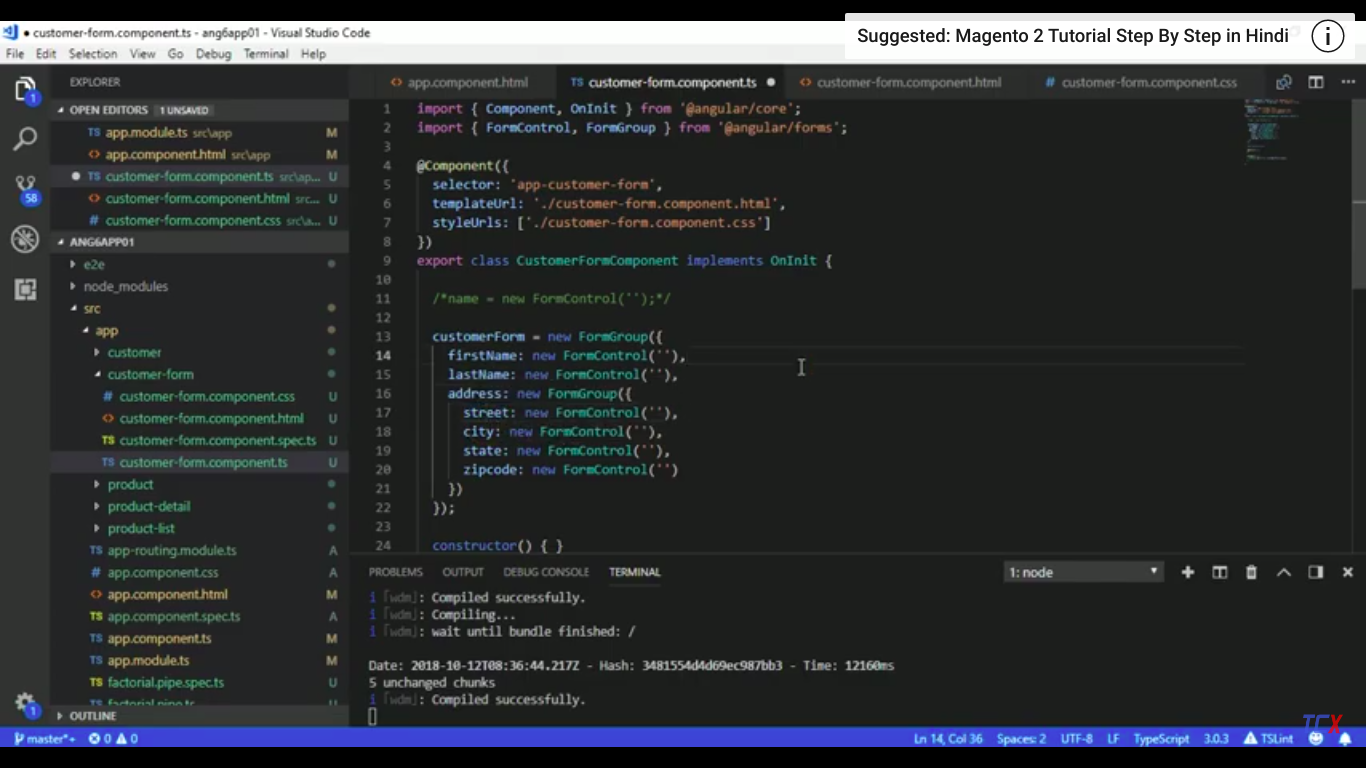 Suggested: Magento 2 Tutorial Step By Step in Hindi
● customer-form.component.ts - ang6app01 - Visual Studio Code
File Edit Selection View Go Debug Terminal Help
EXPLORER
OPEN EDITORS 1 UNSAVED
TS app.module.ts src\app M
<> app.component.html src\app M
● TS customer-form.component.ts src\ap... U
<> customer-form.component.html src... U
# customer-form.component.css src\a... U
ANG6APP01
e2e
node_modules
src
app
customer
customer-form
# customer-form.component.css U
<> customer-form.component.html U
TS customer-form.component.spec.ts U
TS customer-form.component.ts U
product
product-detail
product-list
TS app-routing.module.ts A
# app.component.css A
<> app.component.html M
TS app.component.spec.ts A
TS app.component.ts M
TS app.module.ts M
TS factorial.pipe.spec.ts U
TS factorial.pipe.ts U
OUTLINE
1
58
1
<> app.component.html TS customer-form.component.ts ● <> customer-form.component.html # customer-form.component.css ...
1 import { Component, OnInit } from '@angular/core';
2 import { FormControl, FormGroup } from '@angular/forms';
3
4 @Component({
5 selector: 'app-customer-form',
6 templateUrl: './customer-form.component.html',
7 styleUrls: ['./customer-form.component.css']
8 })
9 export class CustomerFormComponent implements OnInit {
10
11 /*name = new FormControl('');*/
12
13 customerForm = new FormGroup({
14 firstName: new FormControl(''),
15 lastName: new FormControl(''),
16 address: new FormGroup({
17 street: new FormControl(''),
18 city: new FormControl(''),
19 state: new FormControl(''),
20 zipcode: new FormControl('')
21 })
22 });
23
24 constructor() { }
PROBLEMS OUTPUT DEBUG CONSOLE TERMINAL 1: node
i ｢wdm｣: Compiled successfully.
i ｢wdm｣: Compiling...
i ｢wdm｣: wait until bundle finished: /
Date: 2018-10-12T08:36:44.217Z - Hash: 3481554d4d69ec987bb3 - Time: 12160ms
5 unchanged chunks
i ｢wdm｣: Compiled successfully.
TCX
master*+ 0 0 Ln 14, Col 36 Spaces: 2 UTF-8 LF TypeScript 3.0.3 TSLint